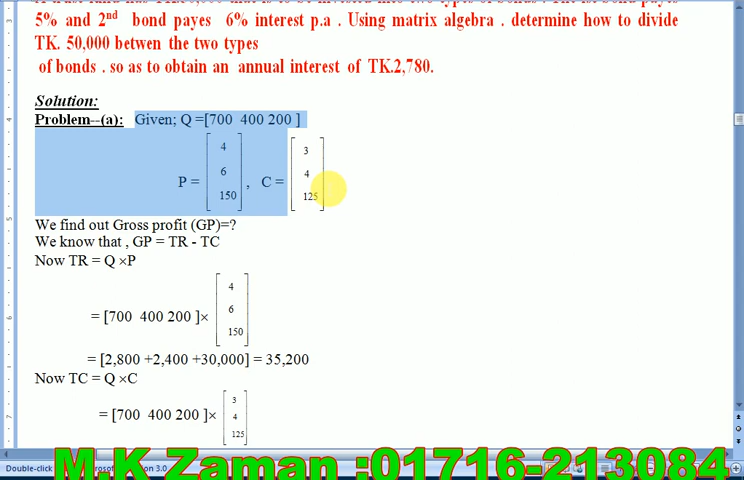 5% and 2nd bond payes 6% interest p.a . Using matrix algebra . determine how to divide
TK. 50,000 betwen the two types
of bonds . so as to obtain an annual interest of TK.2,780.
Solution:
Problem--(a): Given; Q =[700 400 200 ]
P = [4 6 150] , C = [3 4 125]
We find out Gross profit (GP)=?
We know that , GP = TR - TC
Now TR = Q ×P
= [700 400 200 ]× [4 6 150]
= [2,800 +2,400 +30,000] = 35,200
Now TC = Q ×C
= [700 400 200 ]× [3 4 125]
Double-click
3.0
M.K Zaman :01716-213084